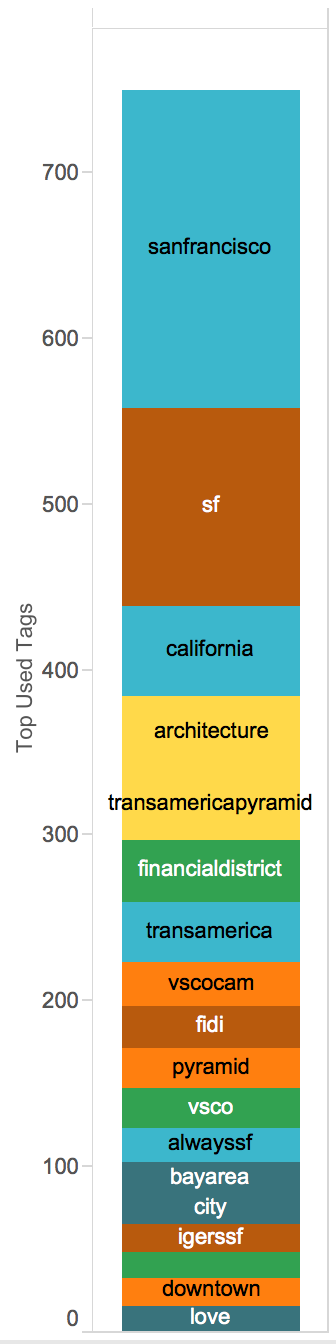 700
sanfrancisco
600
sf
500
Top Used Tags
california
400
architecture
transamericapyramid
300
financialdistrict
transamerica
vscocam
200
fidi
pyramid
vsco
alwayssf
100
bayarea
city
igerssf
downtown
0
love